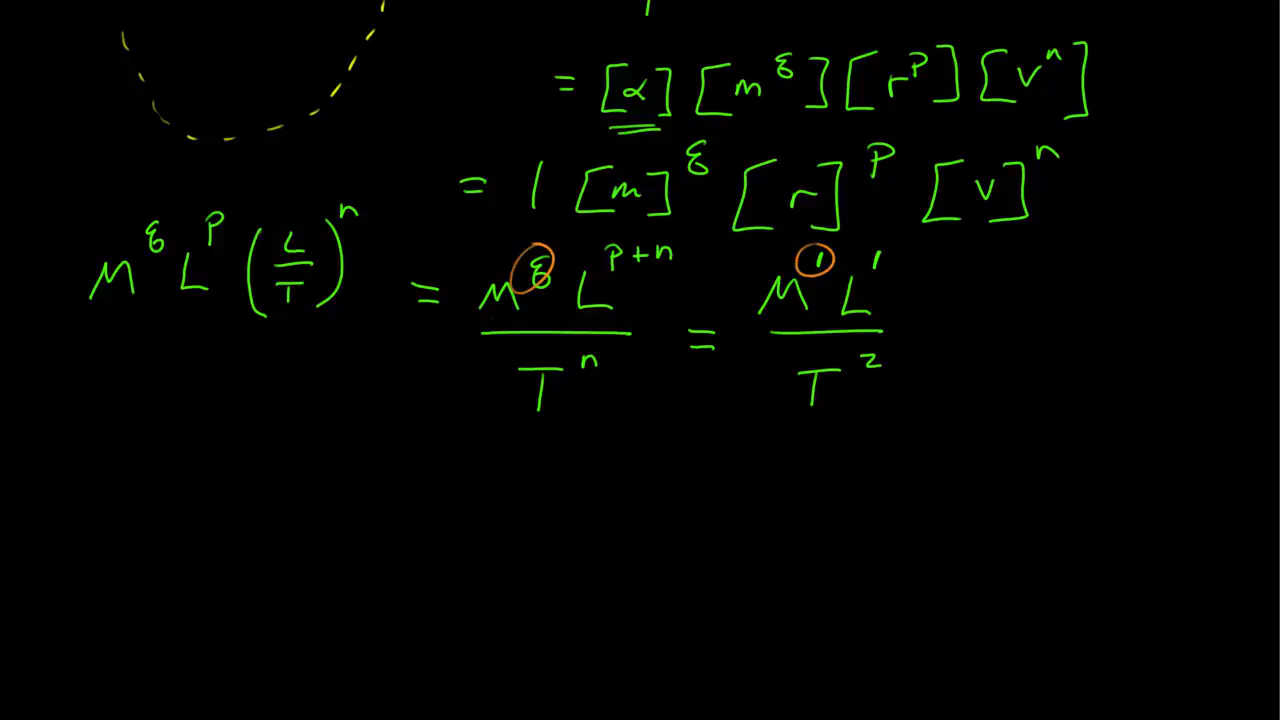 = [α] [m^ξ] [r^p] [v^n]
= 1 [m]^ξ [r]^p [v]^n
M^ξ L^p (L/T)^n = M^ξ L^(p+n) / T^n = M^1 L^1 / T^2